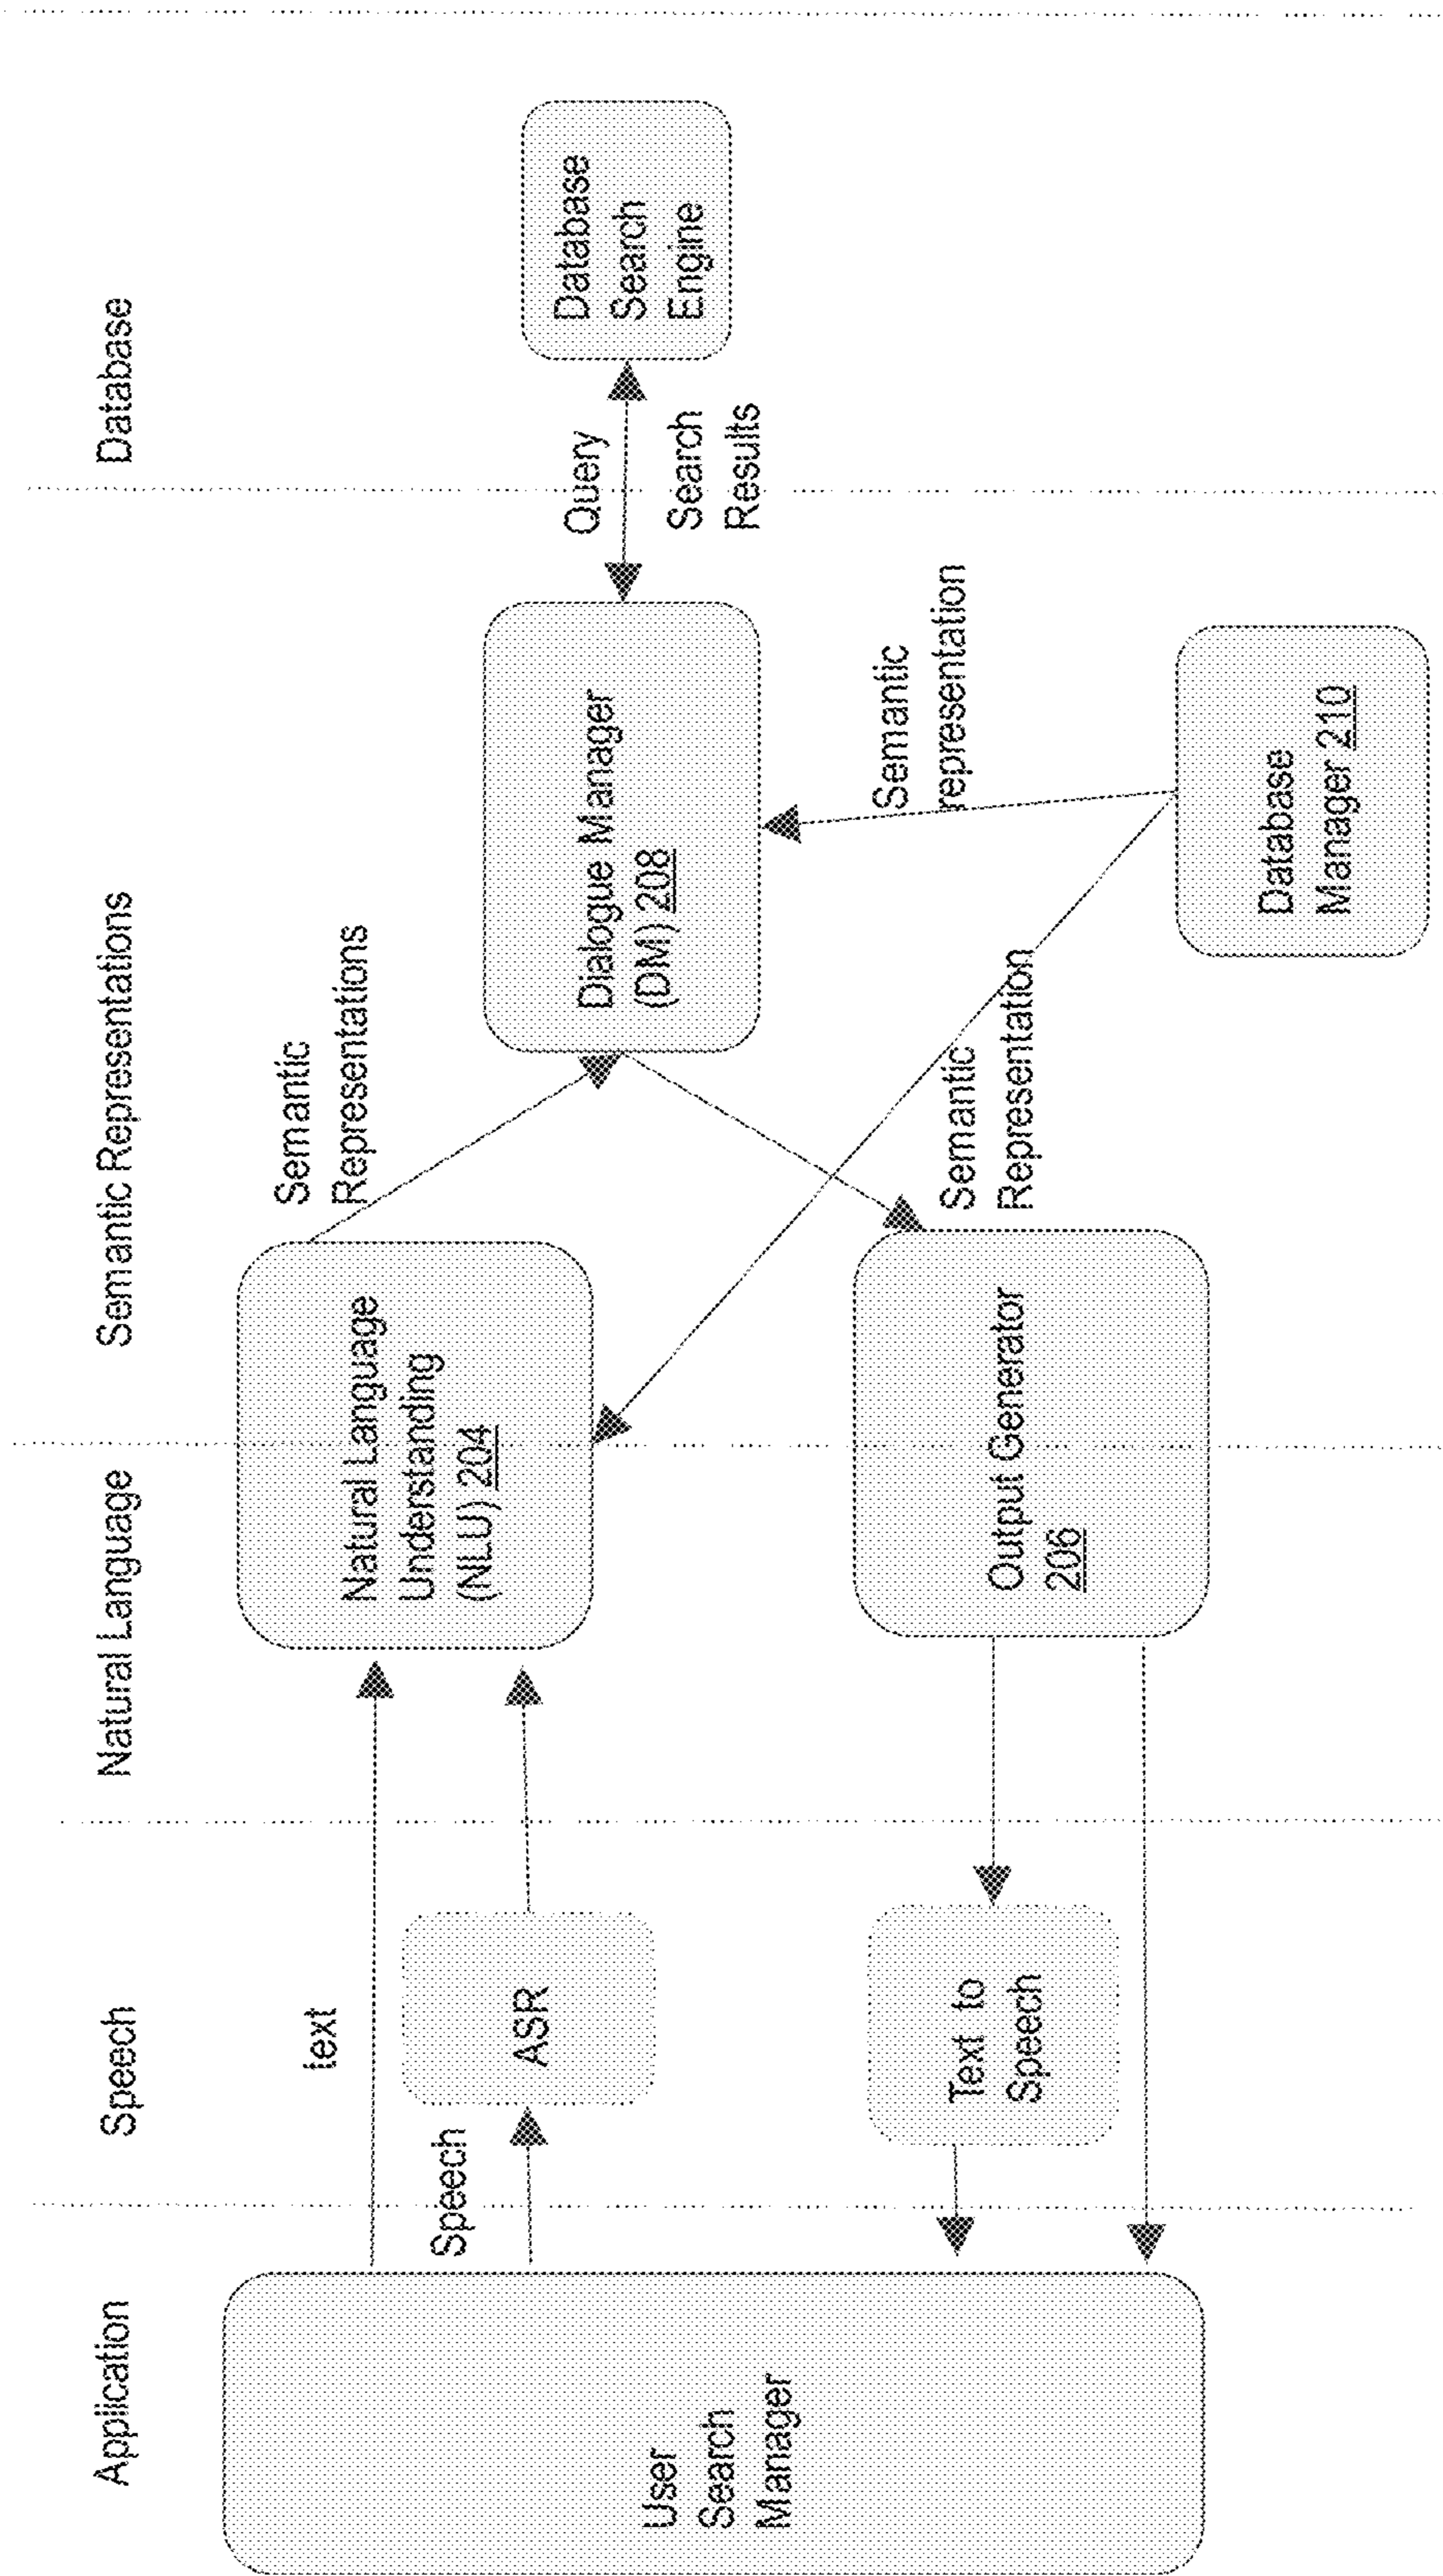 Application
Speech
Natural Language
Semantic Representations
Database
User
Search
Manager
text
Speech
ASR
Text to
Speech
Natural Language
Understanding
(NLU) 204
Output Generator
206
Semantic
Representations
Semantic
Representation
Dialogue Manager
(DM) 208
Semantic
representation
Database
Manager 210
Query
Search
Results
Database
Search
Engine